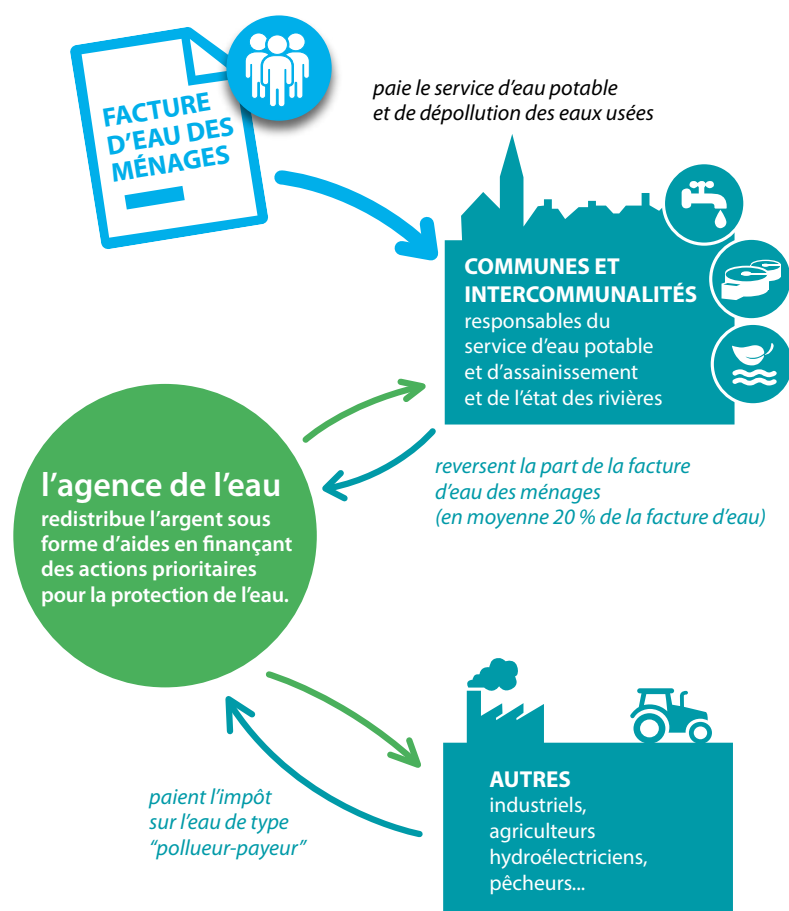 FACTURE
D'EAU DES
MÉNAGES
paie le service d'eau potable
et de dépollution des eaux usées
COMMUNES ET
INTERCOMMUNALITÉS
responsables du
service d'eau potable
et d'assainissement
et de l'état des rivières
reversent la part de la facture
d'eau des ménages
(en moyenne 20 % de la facture d'eau)
l'agence de l'eau
redistribue l'argent sous
forme d'aides en finançant
des actions prioritaires
pour la protection de l'eau.
paient l'impôt
sur l'eau de type
"pollueur-payeur"
AUTRES
industriels,
agriculteurs
hydroélectriciens,
pêcheurs...